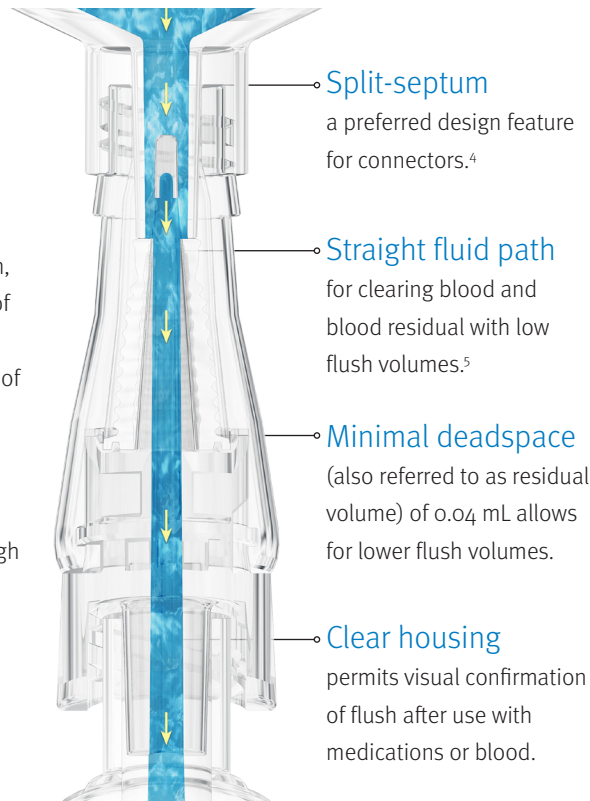 Split-septum
a preferred design feature
for connectors.⁴
Straight fluid path
for clearing blood and
blood residual with low
flush volumes.⁵
Minimal deadspace
(also referred to as residual
volume) of 0.04 mL allows
for lower flush volumes.
Clear housing
permits visual confirmation
of flush after use with
medications or blood.
of
of